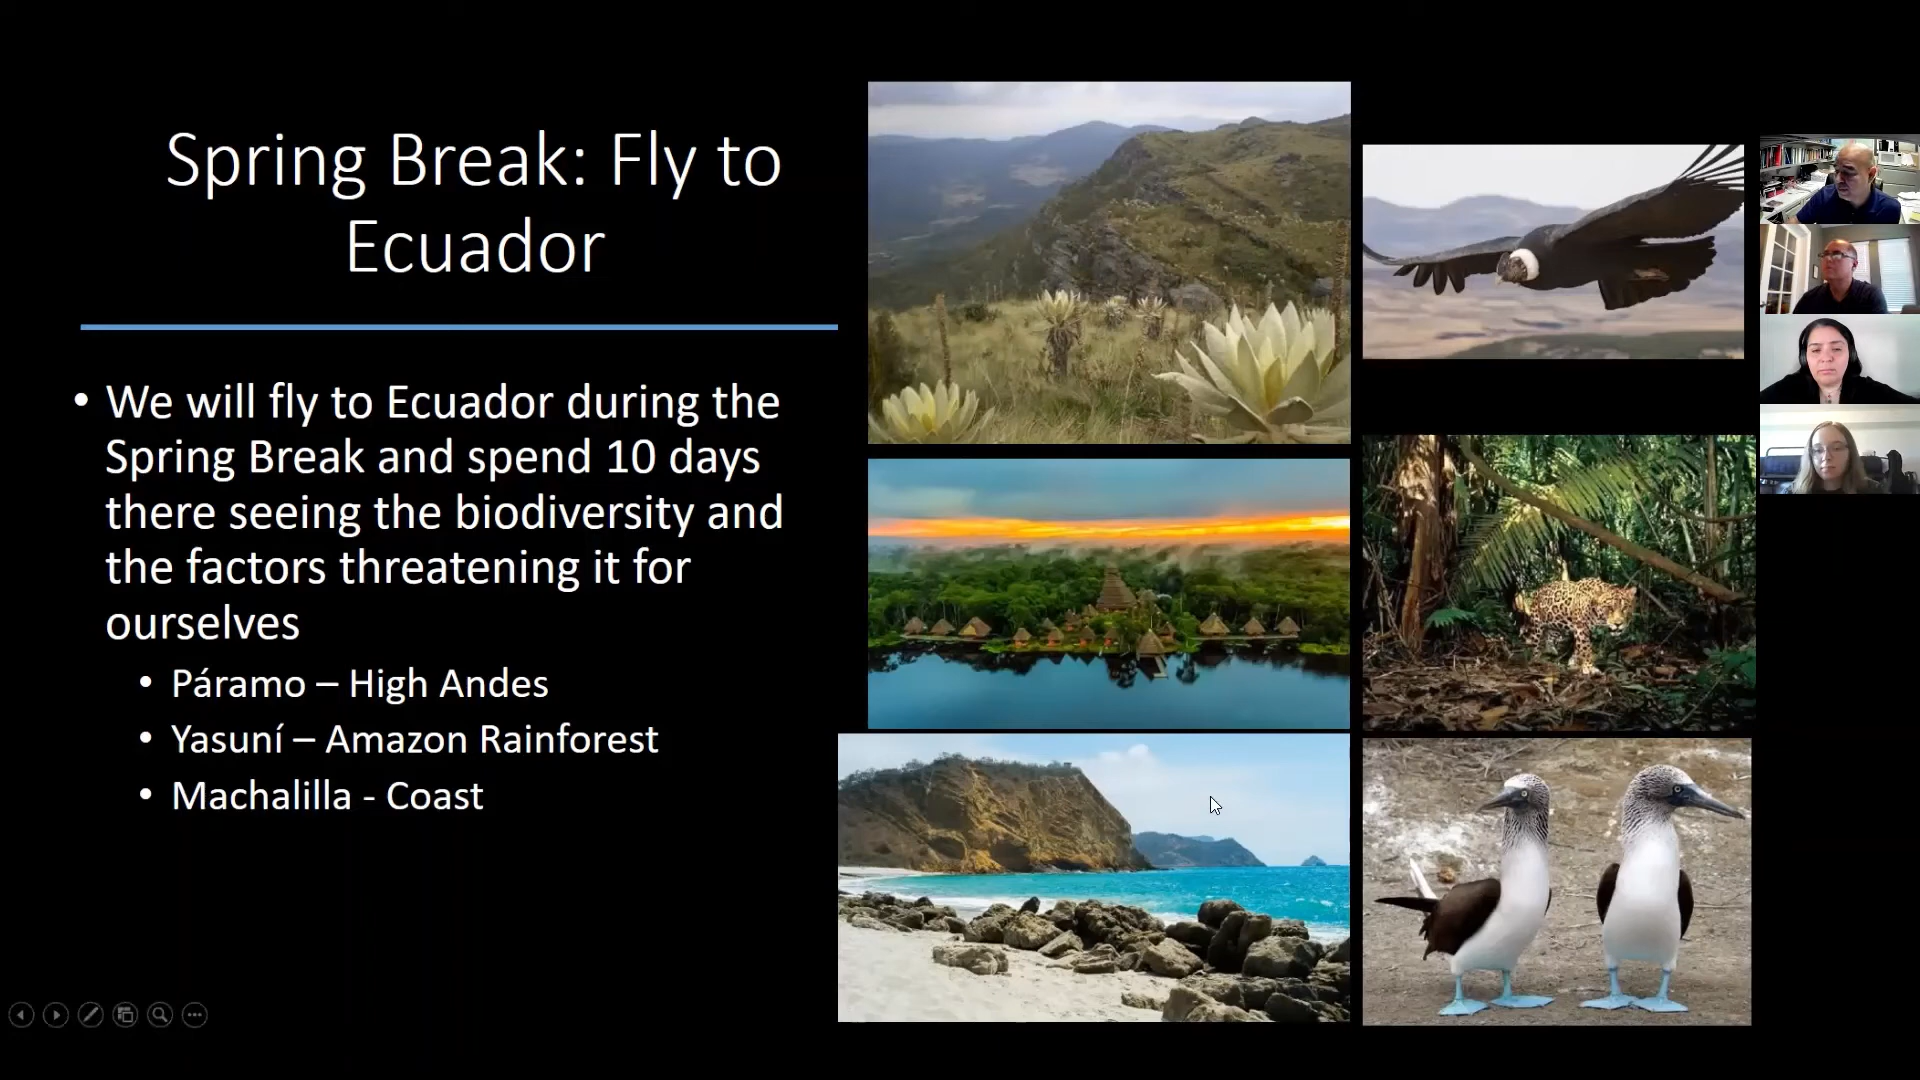 Spring Break: Fly to
Ecuador
• We will fly to Ecuador during the
Spring Break and spend 10 days
there seeing the biodiversity and
the factors threatening it for
ourselves
• Páramo – High Andes
• Yasuní – Amazon Rainforest
• Machalilla - Coast